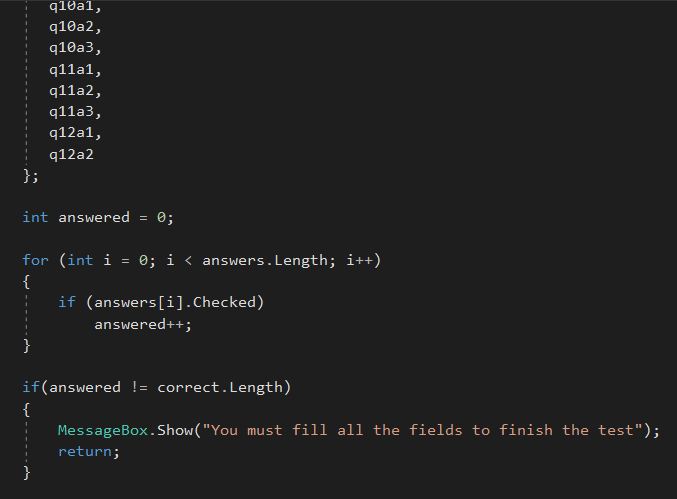 q10a1,
q10a2,
q10a3,
q11a1,
q11a2,
q11a3,
q12a1,
q12a2
};
int answered = 0;
for (int i = 0; i < answers.Length; i++)
{
if (answers[i].Checked)
answered++;
}
if(answered != correct.Length)
{
MessageBox.Show("You must fill all the fields to finish the test");
return;
}